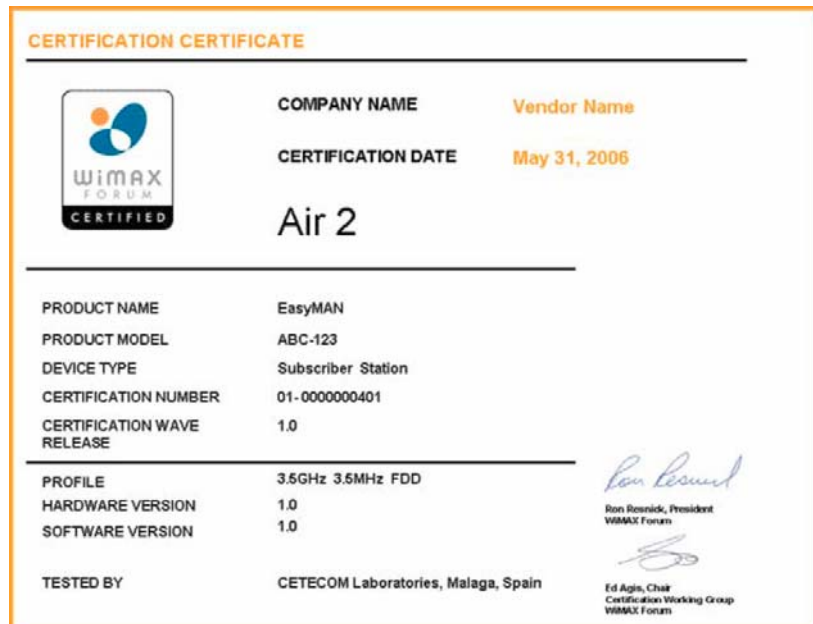 CERTIFICATION CERTIFICATE
WiMAX
FORUM
CERTIFIED
COMPANY NAME Vendor Name
CERTIFICATION DATE May 31, 2006
Air 2
PRODUCT NAME EasyMAN
PRODUCT MODEL ABC-123
DEVICE TYPE Subscriber Station
CERTIFICATION NUMBER 01-0000000401
CERTIFICATION WAVE RELEASE 1.0
PROFILE 3.5GHz 3.5MHz FDD
HARDWARE VERSION 1.0
SOFTWARE VERSION 1.0
TESTED BY CETECOM Laboratories, Malaga, Spain
Ron Resnick
Ron Resnick, President
WiMAX Forum
Ed Agis, Chair
Certification Working Group
WiMAX Forum